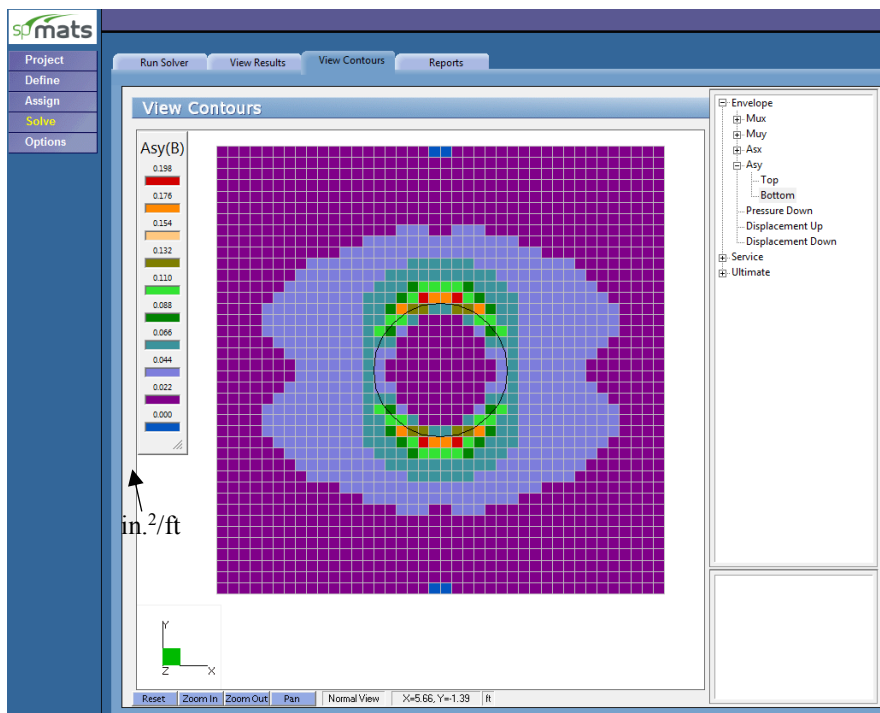 spmats
Project
Define
Assign
Solve
Options
Run Solver
View Results
View Contours
Reports
View Contours
Asy(B)
0.198
0.176
0.154
0.132
0.110
0.088
0.066
0.044
0.022
0.000
in.²/ft
Y
Z
X
Envelope
Mux
Muy
Asx
Asy
Top
Bottom
Pressure Down
Displacement Up
Displacement Down
Service
Ultimate
Reset
Zoom In
Zoom Out
Pan
Normal View
X=5.66, Y=-1.39
ft